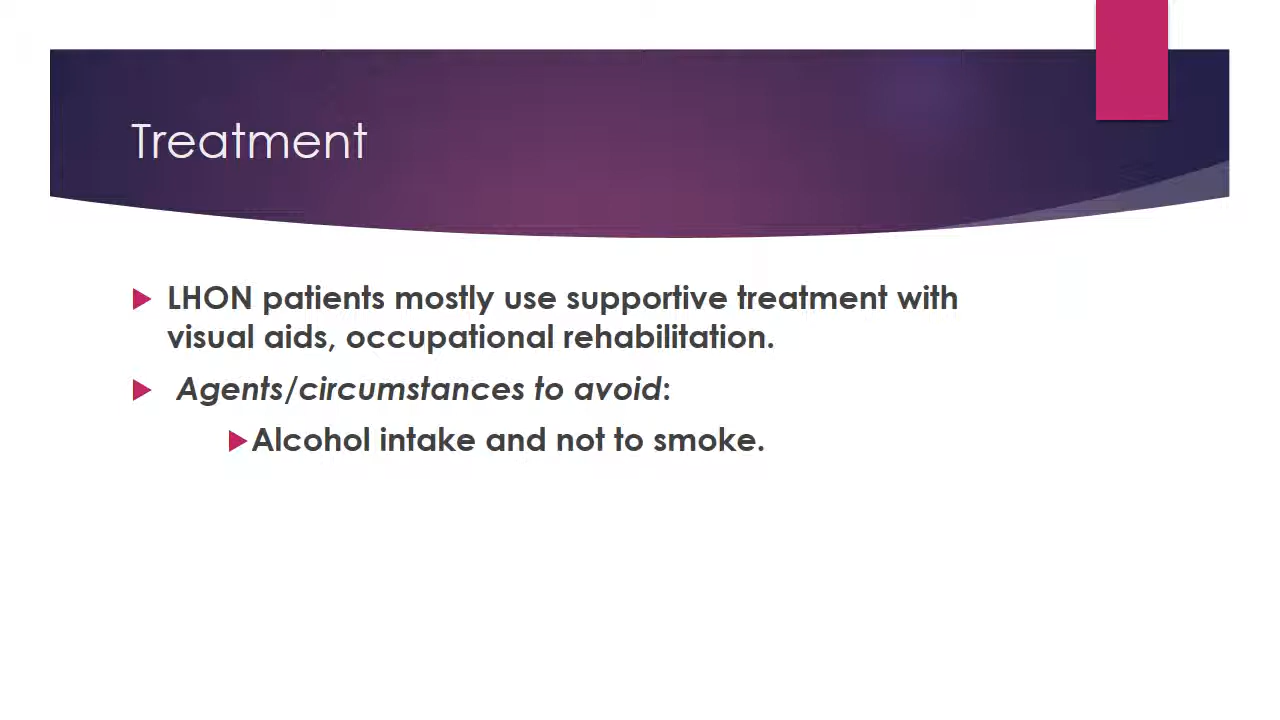 Treatment
LHON patients mostly use supportive treatment with
visual aids, occupational rehabilitation.
Agents/circumstances to avoid:
Alcohol intake and not to smoke.